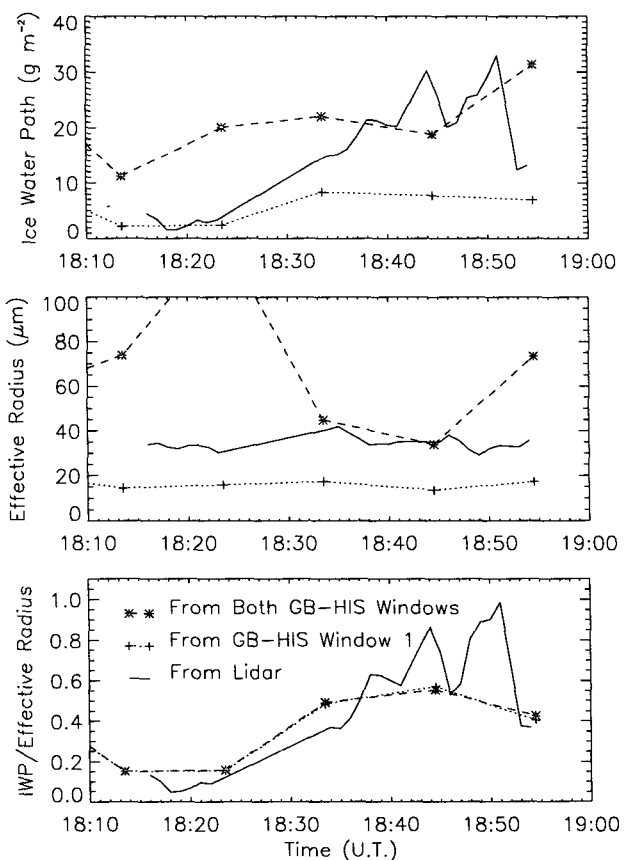 Ice Water Path (g m⁻²)
40
30
20
10
0
18:10 18:20 18:30 18:40 18:50 19:00
Effective Radius (μm)
100
80
60
40
20
0
18:10 18:20 18:30 18:40 18:50 19:00
IWP/Effective Radius
1.0
0.8
0.6
0.4
0.2
0.0
From Both GB-HIS Windows
From GB-HIS Window 1
From Lidar
18:10 18:20 18:30 18:40 18:50 19:00
Time (U.T.)